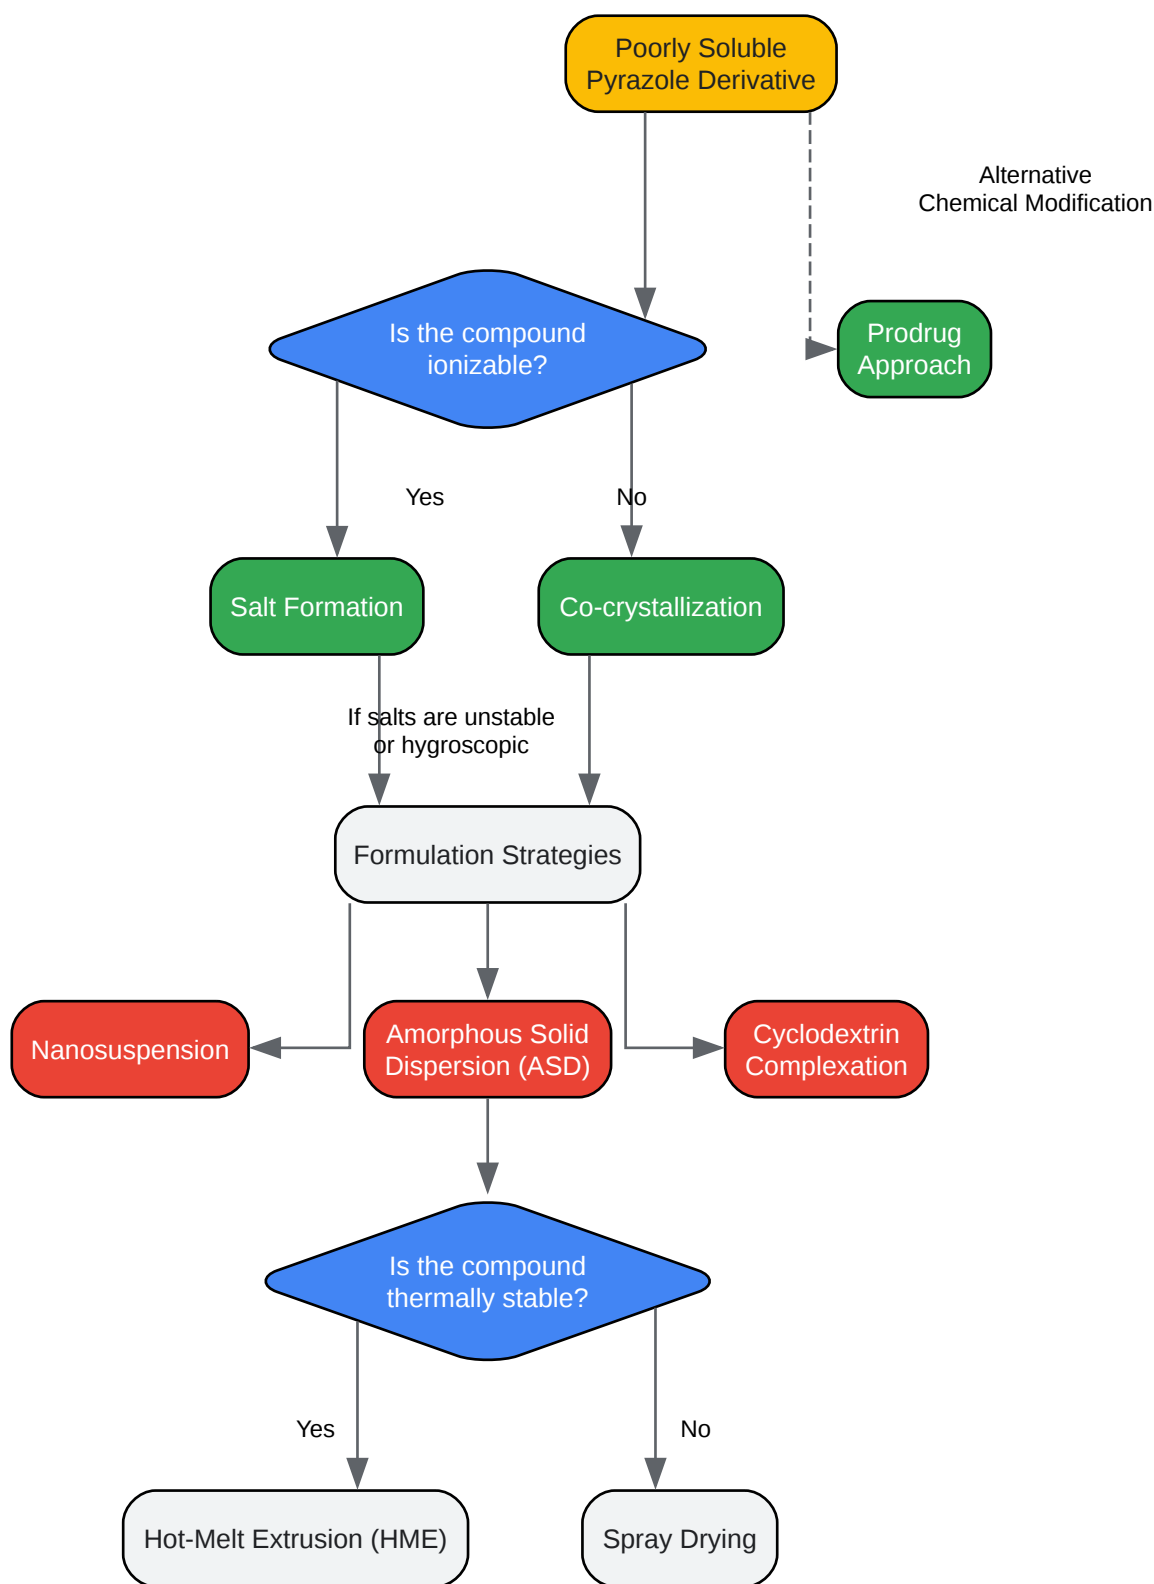 Poorly Soluble
Pyrazole Derivative
Alternative
Chemical Modification
Is the compound
ionizable?
Prodrug
Approach
Yes
No
Salt Formation
Co-crystallization
If salts are unstable
or hygroscopic
Formulation Strategies
Nanosuspension
Amorphous Solid
Dispersion (ASD)
Cyclodextrin
Complexation
Is the compound
thermally stable?
Yes
No
Hot-Melt Extrusion (HME)
Spray Drying